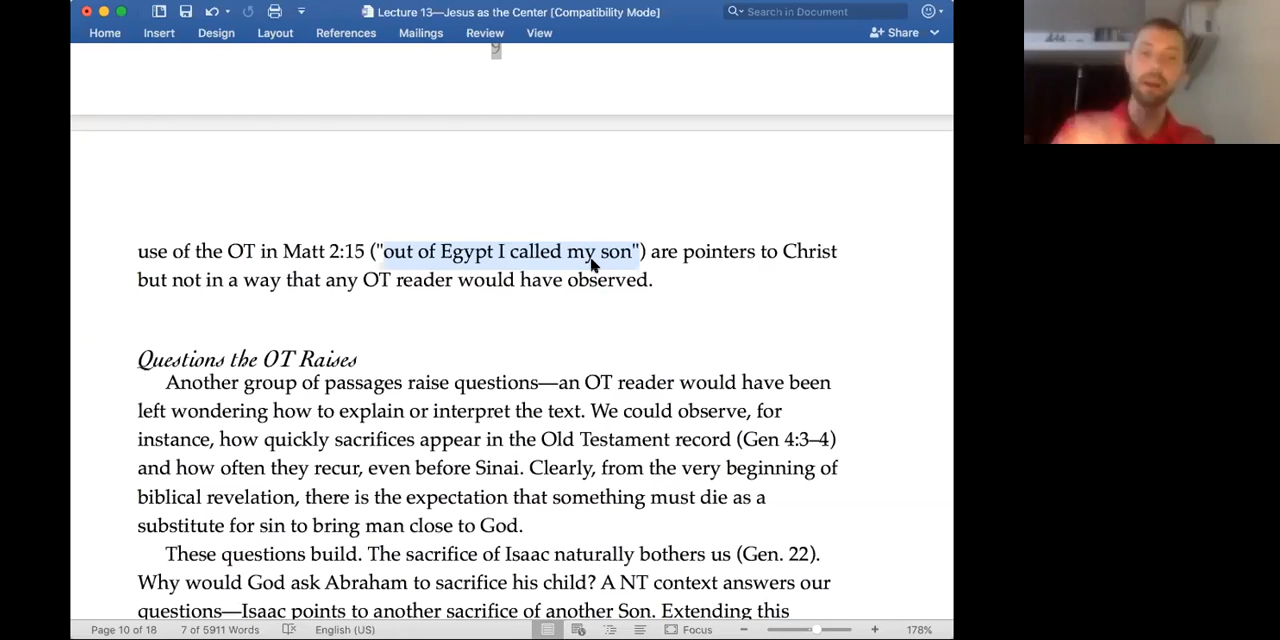 Lecture 13—Jesus as the Center [Compatibility Mode]
Search in Document
Home Insert Design Layout References Mailings Review View Share
9
use of the OT in Matt 2:15 ("out of Egypt I called my son") are pointers to Christ
but not in a way that any OT reader would have observed.
Questions the OT Raises
Another group of passages raise questions—an OT reader would have been
left wondering how to explain or interpret the text. We could observe, for
instance, how quickly sacrifices appear in the Old Testament record (Gen 4:3–4)
and how often they recur, even before Sinai. Clearly, from the very beginning of
biblical revelation, there is the expectation that something must die as a
substitute for sin to bring man close to God.
These questions build. The sacrifice of Isaac naturally bothers us (Gen. 22).
Why would God ask Abraham to sacrifice his child? A NT context answers our
questions—Isaac points to another sacrifice of another Son. Extending this
Page 10 of 18 7 of 5911 Words English (US) Focus 178%